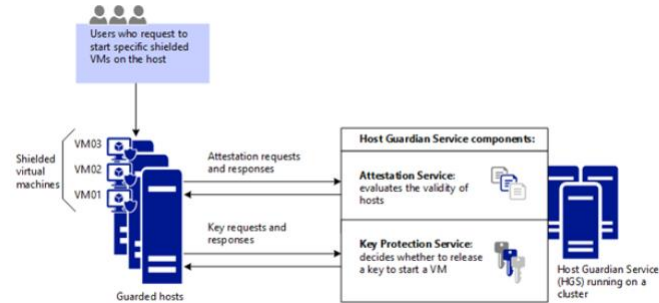 Users who request to
start specific shielded
VMs on the host
Shielded
virtual
machines
VM03
VM02
VM01
Guarded hosts
Attestation requests
and responses
Key requests and
responses
Host Guardian Service components:
Attestation Service:
evaluates the validity of
hosts
Key Protection Service:
decides whether to release
a key to start a VM
Host Guardian Service
(HGS) running on a
cluster